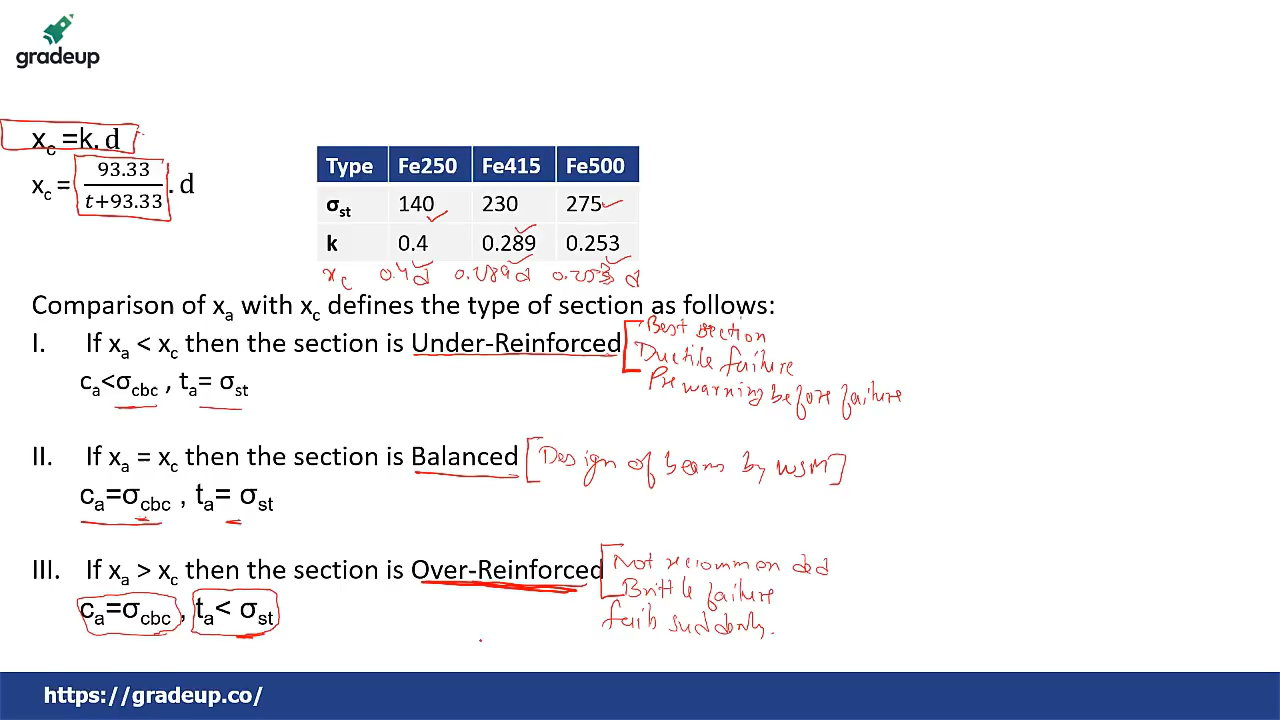 gradeup
xc =k. d
xc = 93.33 / t+93.33 . d
Type Fe250 Fe415 Fe500
σst 140 230 275
k 0.4 0.289 0.253
xc 0.4d 0.289d 0.253 d
Comparison of xa with xc defines the type of section as follows:
I. If xa < xc then the section is Under-Reinforced
Best section
Ductile failure
Pre warning before failure
ca<σcbc , ta= σst
II. If xa = xc then the section is Balanced [Design of beam by WSM]
ca=σcbc , ta= σst
III. If xa > xc then the section is Over-Reinforced
Not recommonded
Brittle failure
fails suddenly.
ca=σcbc , ta< σst
https://gradeup.co/